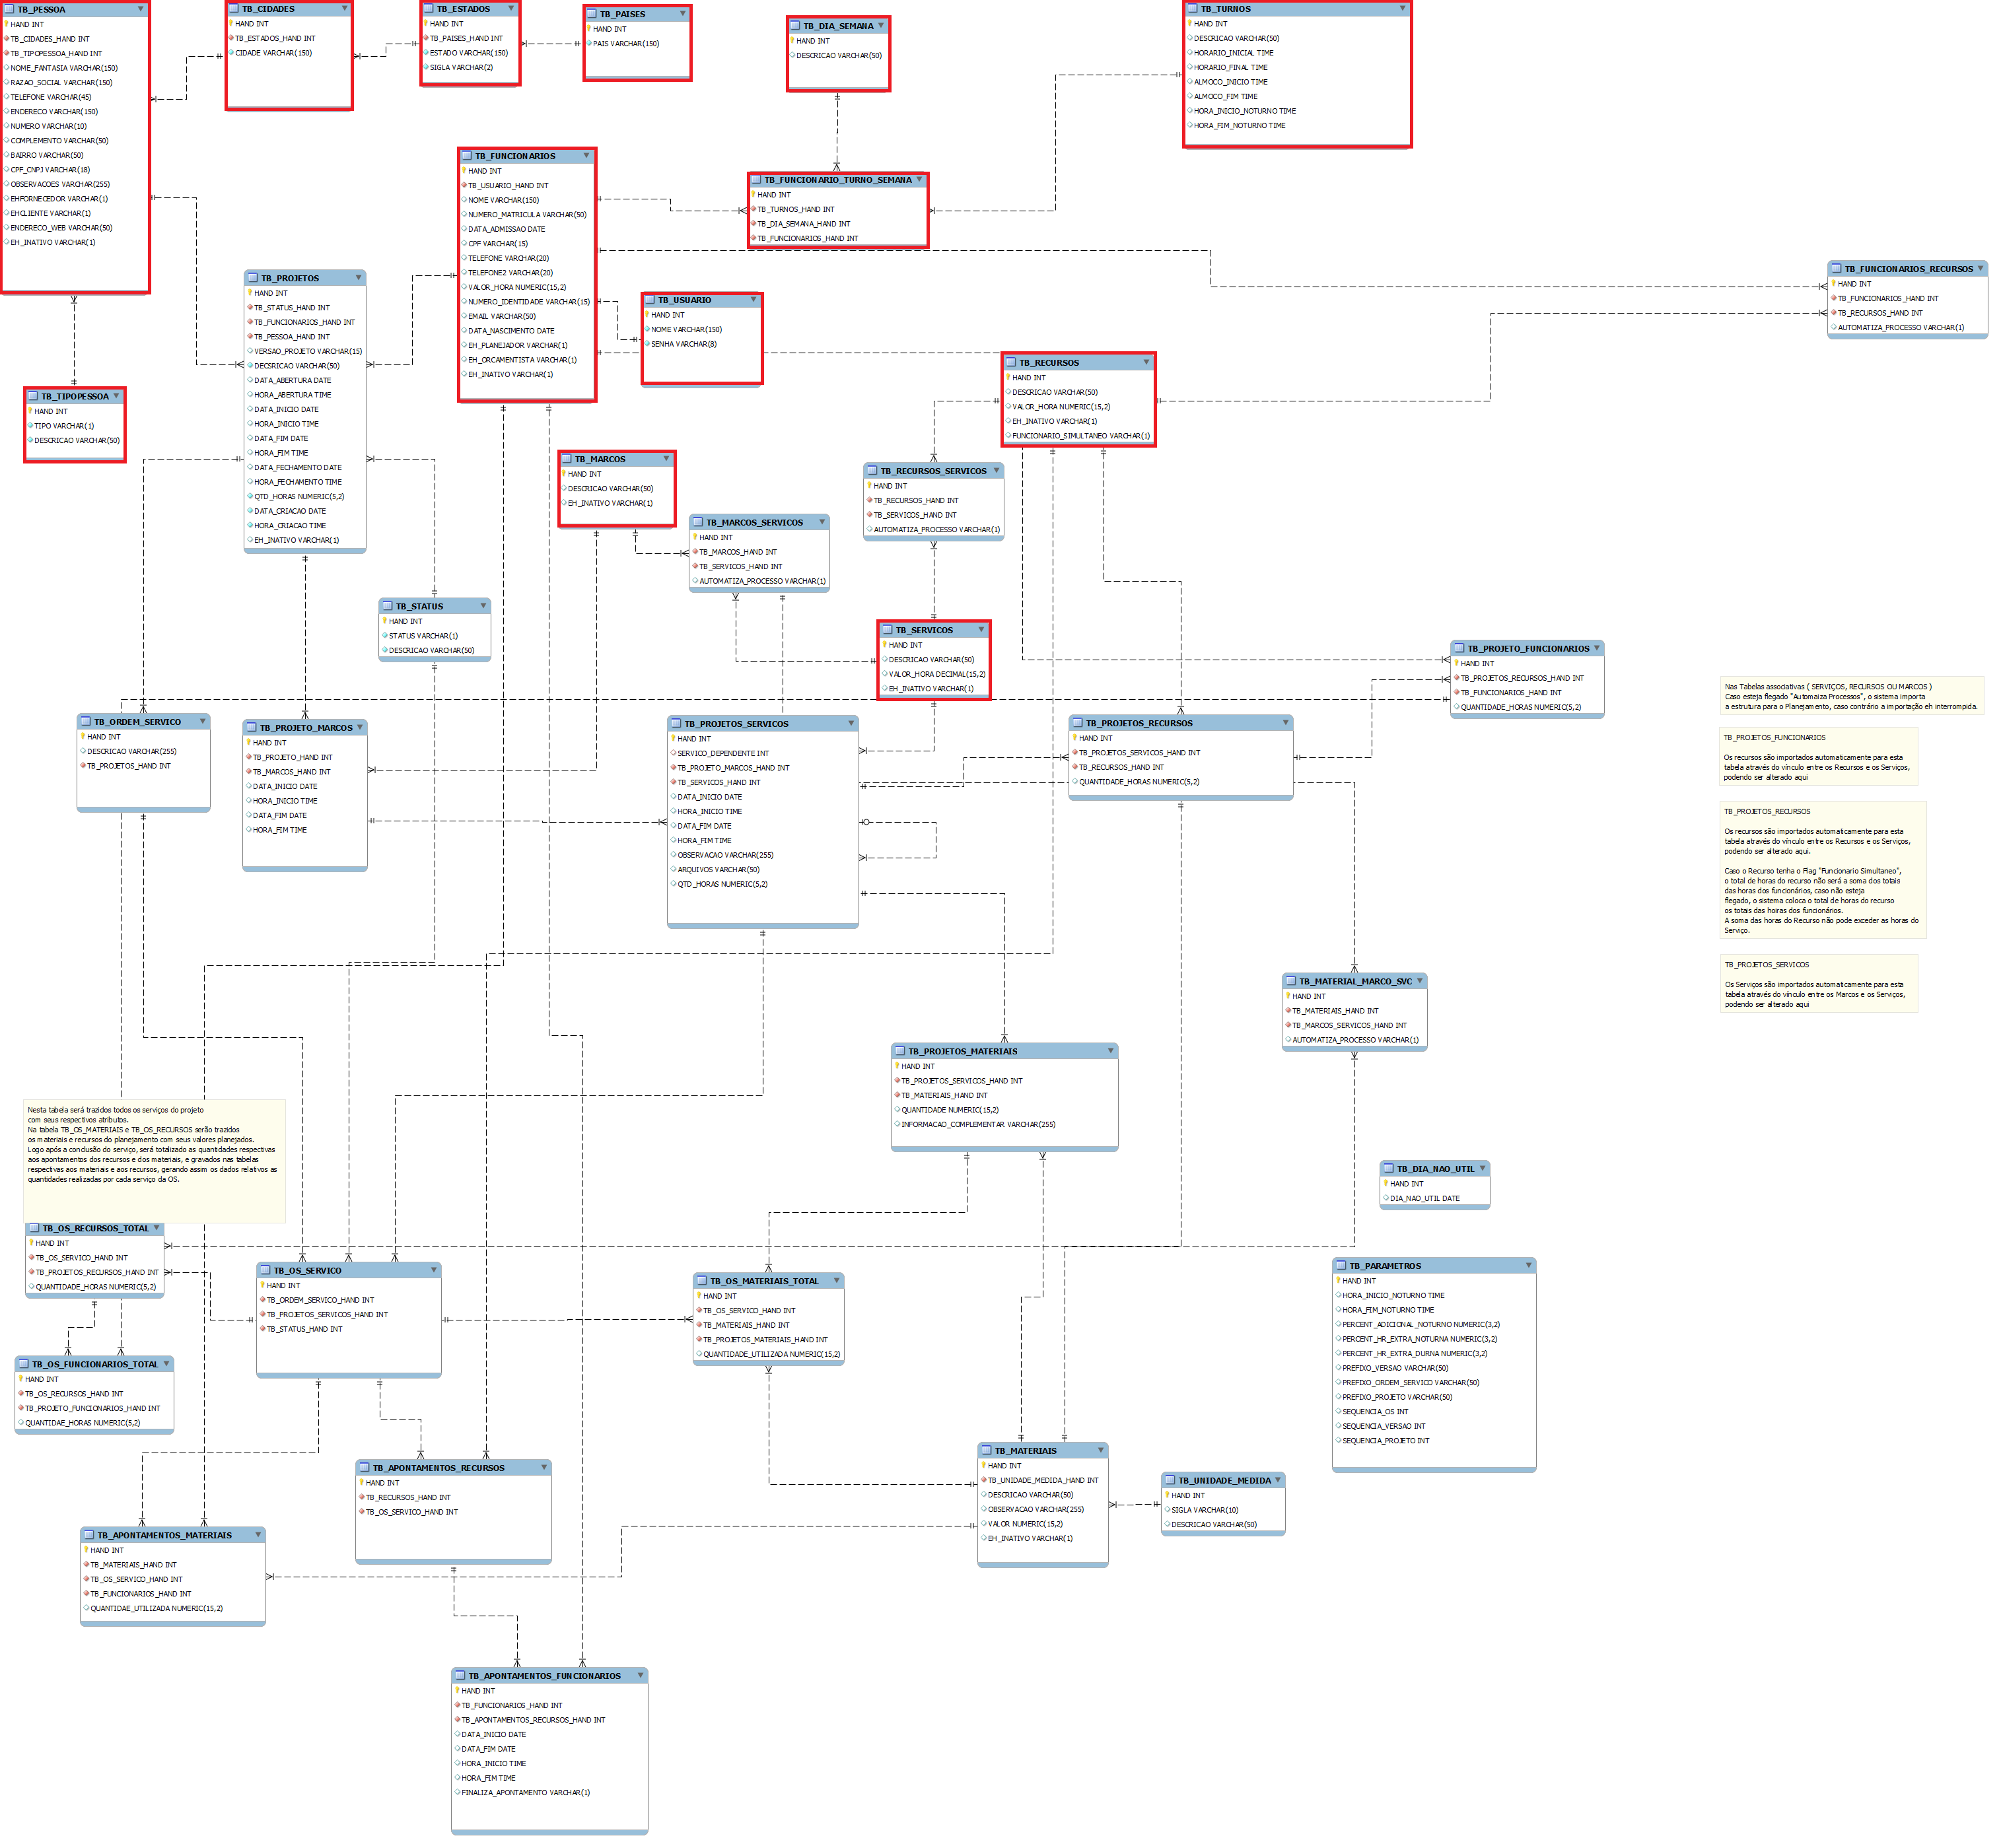 TB_PESSOA
HAND INT
TB_CIDADES_HAND INT
TB_TIPOPESSOA_HAND INT
NOME_FANTASIA VARCHAR(150)
RAZAO_SOCIAL VARCHAR(150)
TELEFONE VARCHAR(45)
ENDERECO VARCHAR(150)
NUMERO VARCHAR(10)
COMPLEMENTO VARCHAR(50)
BAIRRO VARCHAR(50)
CPF_CNPJ VARCHAR(18)
OBSERVACOES VARCHAR(255)
EHFORNECEDOR VARCHAR(1)
EHCLIENTE VARCHAR(1)
ENDERECO_WEB VARCHAR(50)
EH_INATIVO VARCHAR(1)
TB_CIDADES
HAND INT
TB_ESTADOS_HAND INT
CIDADE VARCHAR(150)
TB_ESTADOS
HAND INT
TB_PAISES_HAND INT
ESTADO VARCHAR(150)
SIGLA VARCHAR(2)
TB_PAISES
HAND INT
PAIS VARCHAR(150)
TB_DIA_SEMANA
HAND INT
DESCRICAO VARCHAR(50)
TB_TURNOS
HAND INT
DESCRICAO VARCHAR(50)
HORARIO_INICIAL TIME
HORARIO_FINAL TIME
ALMOCO_INICIO TIME
ALMOCO_FIM TIME
HORA_INICIO_NOTURNO TIME
HORA_FIM_NOTURNO TIME
TB_FUNCIONARIOS
HAND INT
TB_USUARIO_HAND INT
NOME VARCHAR(150)
NUMERO_MATRICULA VARCHAR(50)
DATA_ADMISSAO DATE
CPF VARCHAR(15)
TELEFONE VARCHAR(20)
TELEFONE2 VARCHAR(20)
VALOR_HORA NUMERIC(15,2)
NUMERO_IDENTIDADE VARCHAR(15)
EMAIL VARCHAR(50)
DATA_NASCIMENTO DATE
EH_PLANEJADOR VARCHAR(1)
EH_ORCAMENTISTA VARCHAR(1)
EH_INATIVO VARCHAR(1)
TB_FUNCIONARIO_TURNO_SEMANA
HAND INT
TB_TURNOS_HAND INT
TB_DIA_SEMANA_HAND INT
TB_FUNCIONARIOS_HAND INT
TB_FUNCIONARIOS_RECURSOS
HAND INT
TB_FUNCIONARIOS_HAND INT
TB_RECURSOS_HAND INT
AUTOMATIZA_PROCESSO VARCHAR(1)
TB_PROJETOS
HAND INT
TB_STATUS_HAND INT
TB_FUNCIONARIOS_HAND INT
TB_PESSOA_HAND INT
VERSAO_PROJETO VARCHAR(15)
DECSRICAO VARCHAR(50)
DATA_ABERTURA DATE
HORA_ABERTURA TIME
DATA_INICIO DATE
HORA_INICIO TIME
DATA_FIM DATE
HORA_FIM TIME
DATA_FECHAMENTO DATE
HORA_FECHAMENTO TIME
QTD_HORAS NUMERIC(5,2)
DATA_CRIACAO DATE
HORA_CRIACAO TIME
EH_INATIVO VARCHAR(1)
TB_USUARIO
HAND INT
NOME VARCHAR(150)
SENHA VARCHAR(8)
TB_RECURSOS
HAND INT
DESCRICAO VARCHAR(50)
VALOR_HORA NUMERIC(15,2)
EH_INATIVO VARCHAR(1)
FUNCIONARIO_SIMULTANEO VARCHAR(1)
TB_TIPOPESSOA
HAND INT
TIPO VARCHAR(1)
DESCRICAO VARCHAR(50)
TB_MARCOS
HAND INT
DESCRICAO VARCHAR(50)
EH_INATIVO VARCHAR(1)
TB_RECURSOS_SERVICOS
HAND INT
TB_RECURSOS_HAND INT
TB_SERVICOS_HAND INT
AUTOMATIZA_PROCESSO VARCHAR(1)
TB_MARCOS_SERVICOS
HAND INT
TB_MARCOS_HAND INT
TB_SERVICOS_HAND INT
AUTOMATIZA_PROCESSO VARCHAR(1)
TB_STATUS
HAND INT
STATUS VARCHAR(1)
DESCRICAO VARCHAR(50)
TB_SERVICOS
HAND INT
DESCRICAO VARCHAR(50)
VALOR_HORA DECIMAL(15,2)
EH_INATIVO VARCHAR(1)
TB_PROJETO_FUNCIONARIOS
HAND INT
TB_PROJETOS_RECURSOS_HAND INT
TB_FUNCIONARIOS_HAND INT
QUANTIDADE_HORAS NUMERIC(5,2)
Nas Tabelas associativas ( SERVIÇOS, RECURSOS OU MARCOS )
Caso esteja flegado "Automaiza Processos", o sistema importa
a estrutura para o Planejamento, caso contrário a importação eh interrompida.
TB_PROJETOS_FUNCIONARIOS
Os recursos são importados automaticamente para esta
tabela através do vínculo entre os Recursos e os Serviços,
podendo ser alterado aqui
TB_PROJETOS_RECURSOS
Os recursos são importados automaticamente para esta
tabela através do vínculo entre os Recursos e os Serviços,
podendo ser alterado aqui.
Caso o Recurso tenha o Flag "Funcionario Simultaneo",
o total de horas do recurso não será a soma dos totais
das horas dos funcionários, caso não esteja
flegado, o sistema coloca o total de horas do recurso
os totais das hoiras dos funcionários.
A soma das horas do Recurso não pode exceder as horas do
Serviço.
TB_PROJETOS_SERVICOS
Os Serviços são importados automaticamente para esta
tabela através do vínculo entre os Marcos e os Serviços,
podendo ser alterado aqui
TB_ORDEM_SERVICO
HAND INT
DESCRICAO VARCHAR(255)
TB_PROJETOS_HAND INT
TB_PROJETO_MARCOS
HAND INT
TB_PROJETO_HAND INT
TB_MARCOS_HAND INT
DATA_INICIO DATE
HORA_INICIO TIME
DATA_FIM DATE
HORA_FIM TIME
TB_PROJETOS_SERVICOS
HAND INT
SERVICO_DEPENDENTE INT
TB_PROJETO_MARCOS_HAND INT
TB_SERVICOS_HAND INT
DATA_INICIO DATE
HORA_INICIO TIME
DATA_FIM DATE
HORA_FIM TIME
OBSERVACAO VARCHAR(255)
ARQUIVOS VARCHAR(50)
QTD_HORAS NUMERIC(5,2)
TB_PROJETOS_RECURSOS
HAND INT
TB_PROJETOS_SERVICOS_HAND INT
TB_RECURSOS_HAND INT
QUANTIDADE_HORAS NUMERIC(5,2)
TB_MATERIAL_MARCO_SVC
HAND INT
TB_MATERIAIS_HAND INT
TB_MARCOS_SERVICOS_HAND INT
AUTOMATIZA_PROCESSO VARCHAR(1)
TB_PROJETOS_MATERIAIS
HAND INT
TB_PROJETOS_SERVICOS_HAND INT
TB_MATERIAIS_HAND INT
QUANTIDADE NUMERIC(15,2)
INFORMACAO_COMPLEMENTAR VARCHAR(255)
Nesta tabela será trazidos todos os serviços do projeto
com seus respectivos atributos.
Na tabela TB_OS_MATERIAIS e TB_OS_RECURSOS serão trazidos
os materiais e recursos do planejamento com seus valores planejados.
Logo após a conclusão do serviço, será totalizado as quantidades respectivas
aos apontamentos dos recursos e dos materiais, e gravados nas tabelas
respectivas aos materiais e aos recursos, gerando assim os dados relativos as
quantidades realizadas por cada serviço da OS.
TB_DIA_NAO_UTIL
HAND INT
DIA_NAO_UTIL DATE
TB_OS_RECURSOS_TOTAL
HAND INT
TB_OS_SERVICO_HAND INT
TB_PROJETOS_RECURSOS_HAND INT
QUANTIDADE_HORAS NUMERIC(5,2)
TB_OS_SERVICO
HAND INT
TB_ORDEM_SERVICO_HAND INT
TB_PROJETOS_SERVICOS_HAND INT
TB_STATUS_HAND INT
TB_OS_MATERIAIS_TOTAL
HAND INT
TB_OS_SERVICO_HAND INT
TB_MATERIAIS_HAND INT
TB_PROJETOS_MATERIAIS_HAND INT
QUANTIDADE_UTILIZADA NUMERIC(15,2)
TB_PARAMETROS
HAND INT
HORA_INICIO_NOTURNO TIME
HORA_FIM_NOTURNO TIME
PERCENT_ADICIONAL_NOTURNO NUMERIC(3,2)
PERCENT_HR_EXTRA_NOTURNA NUMERIC(3,2)
PERCENT_HR_EXTRA_DURNA NUMERIC(3,2)
PREFIXO_VERSAO VARCHAR(50)
PREFIXO_ORDEM_SERVICO VARCHAR(50)
PREFIXO_PROJETO VARCHAR(50)
SEQUENCIA_OS INT
SEQUENCIA_VERSAO INT
SEQUENCIA_PROJETO INT
TB_OS_FUNCIONARIOS_TOTAL
HAND INT
TB_OS_RECURSOS_HAND INT
TB_PROJETO_FUNCIONARIOS_HAND INT
QUANTIDAE_HORAS NUMERIC(5,2)
TB_APONTAMENTOS_RECURSOS
HAND INT
TB_RECURSOS_HAND INT
TB_OS_SERVICO_HAND INT
TB_MATERIAIS
HAND INT
TB_UNIDADE_MEDIDA_HAND INT
DESCRICAO VARCHAR(50)
OBSERVACAO VARCHAR(255)
VALOR NUMERIC(15,2)
EH_INATIVO VARCHAR(1)
TB_UNIDADE_MEDIDA
HAND INT
SIGLA VARCHAR(10)
DESCRICAO VARCHAR(50)
TB_APONTAMENTOS_MATERIAIS
HAND INT
TB_MATERIAIS_HAND INT
TB_OS_SERVICO_HAND INT
TB_FUNCIONARIOS_HAND INT
QUANTIDAE_UTILIZADA NUMERIC(15,2)
TB_APONTAMENTOS_FUNCIONARIOS
HAND INT
TB_FUNCIONARIOS_HAND INT
TB_APONTAMENTOS_RECURSOS_HAND INT
DATA_INICIO DATE
DATA_FIM DATE
HORA_INICIO TIME
HORA_FIM TIME
FINALIZA_APONTAMENTO VARCHAR(1)